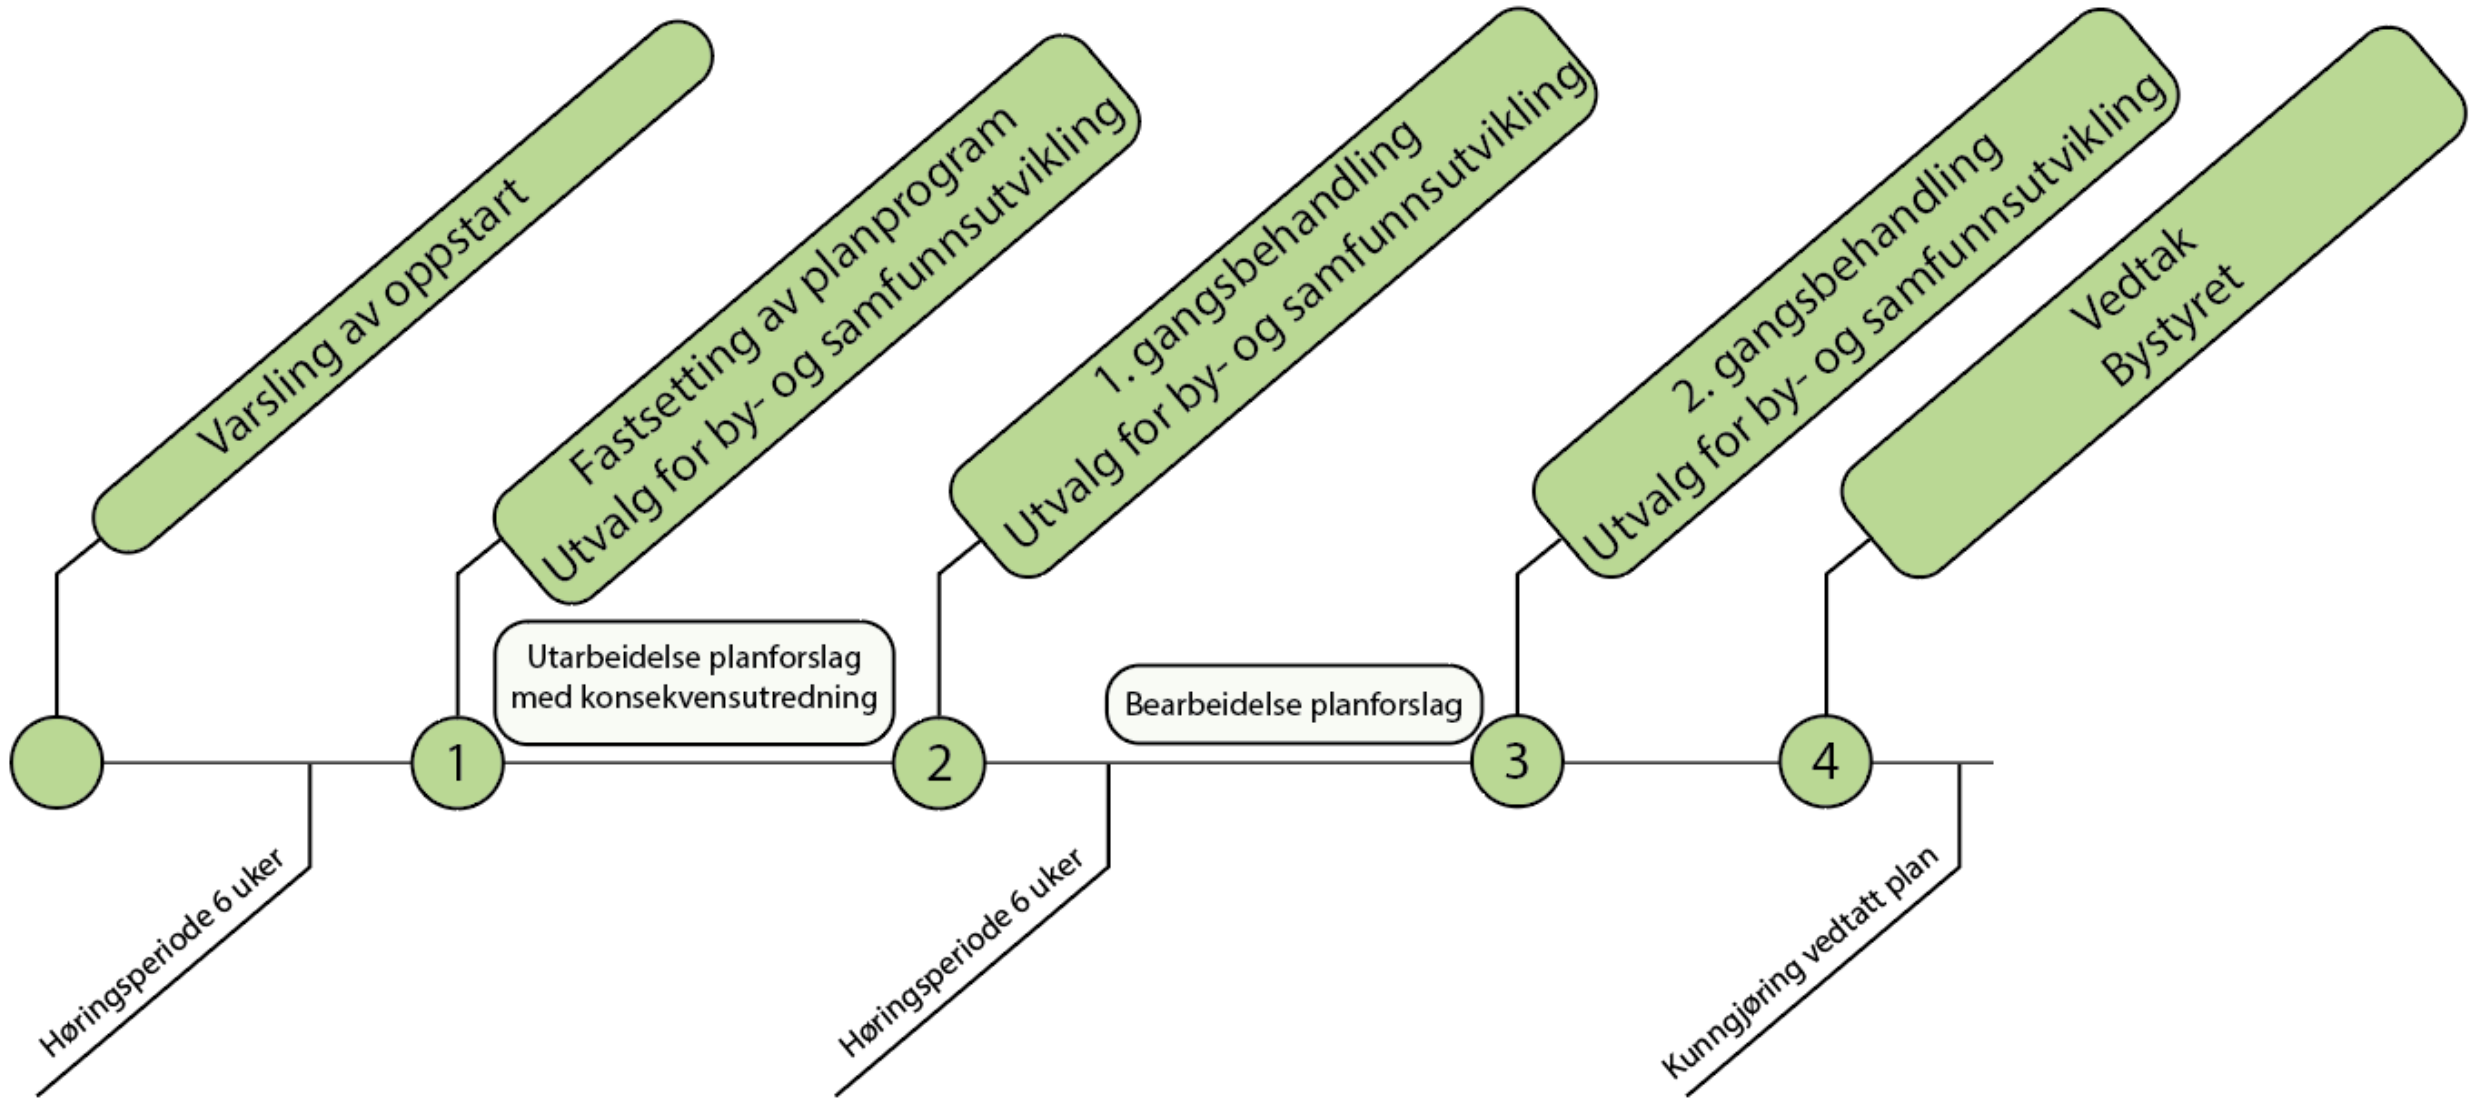 Varsling av oppstart
Fastsetting av planprogram
Utvalg for by- og samfunnsutvikling
1. gangsbehandling
Utvalg for by- og samfunnsutvikling
2. gangsbehandling
Utvalg for by- og samfunnsutvikling
Vedtak
Bystyret
Utarbeidelse planforslag
med konsekvensutredning
Bearbeidelse planforslag
1
2
3
4
Høringsperiode 6 uker
Høringsperiode 6 uker
Kunngjøring vedtatt plan